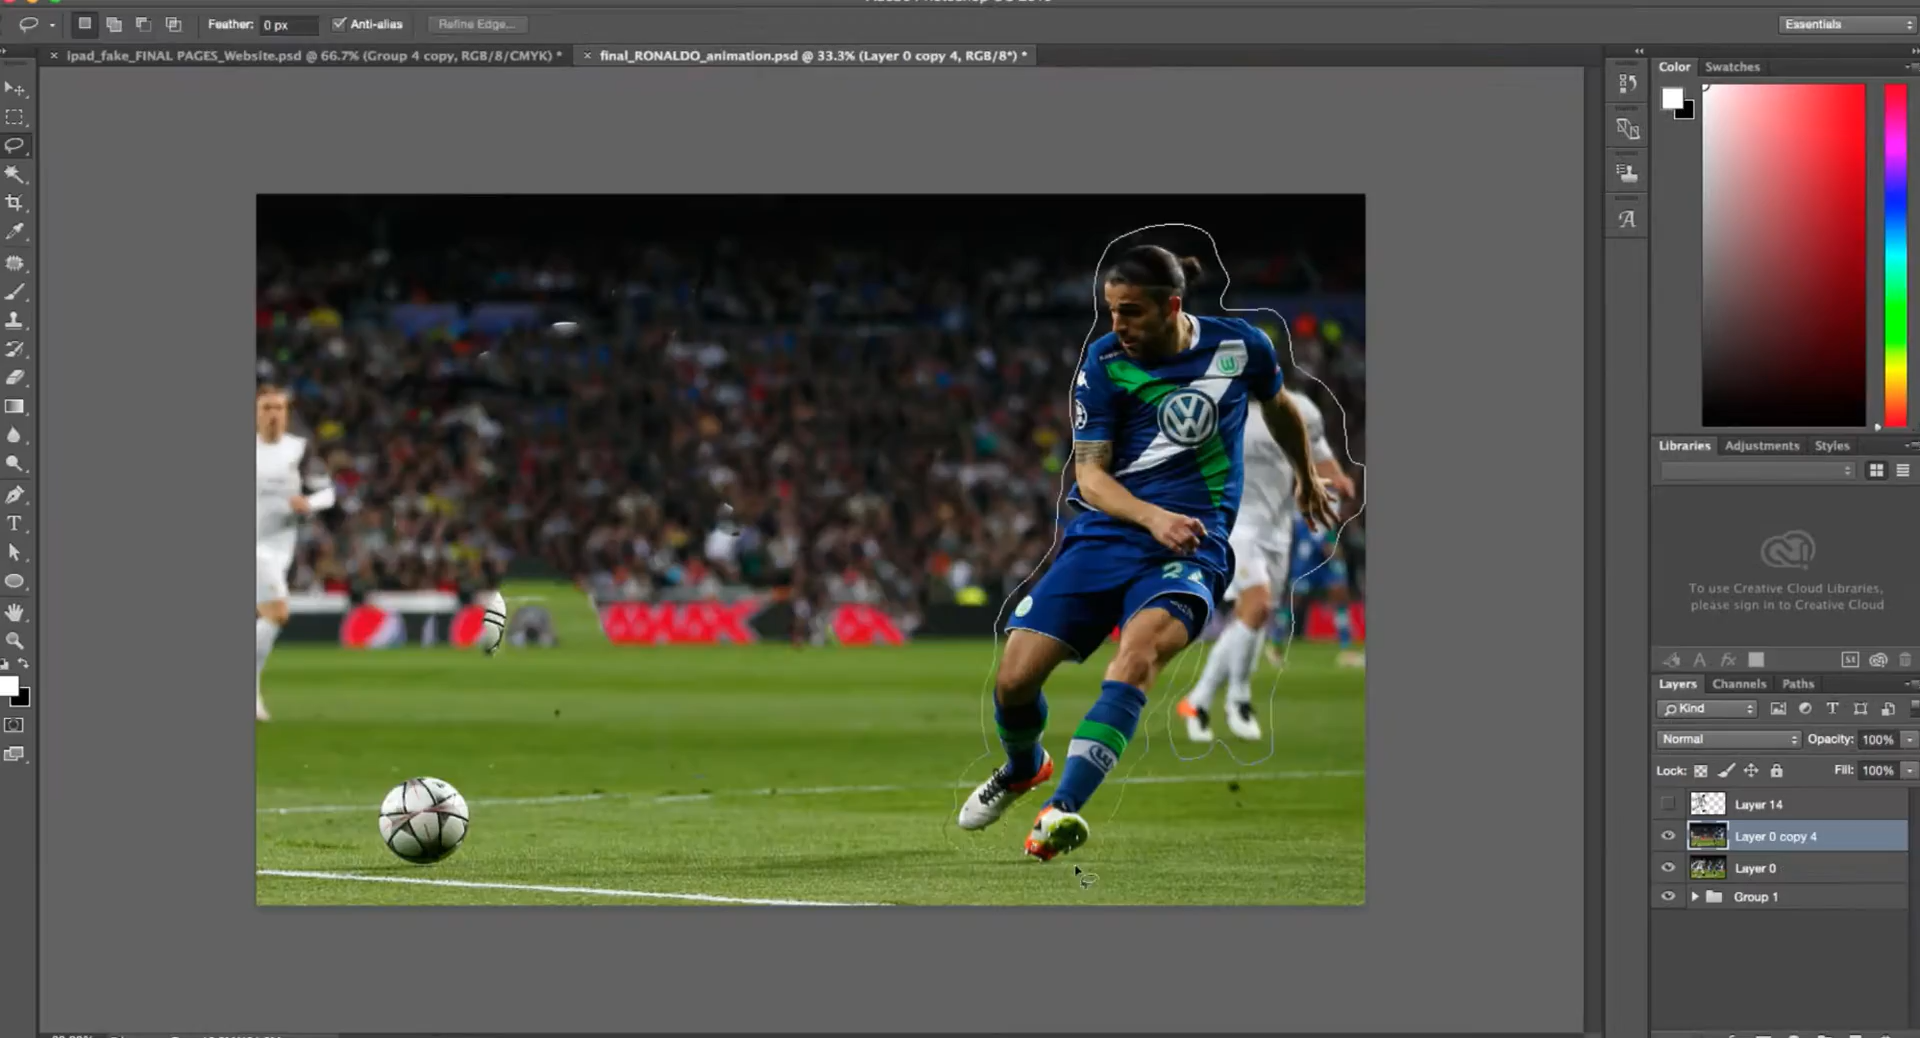 Feather: 0 px Anti-alias Refine Edge... Essentials
ipad_fake_FINAL PAGES_Website.psd @ 66.7% (Group 4 copy, RGB/8/CMYK) *
final_RONALDO_animation.psd @ 33.3% (Layer 0 copy 4, RGB/8*) *
Color Swatches
Libraries Adjustments Styles
To use Creative Cloud Libraries,
please sign in to Creative Cloud
Layers Channels Paths
Kind
Normal Opacity: 100%
Lock: Fill: 100%
Layer 14
Layer 0 copy 4
Layer 0
Group 1